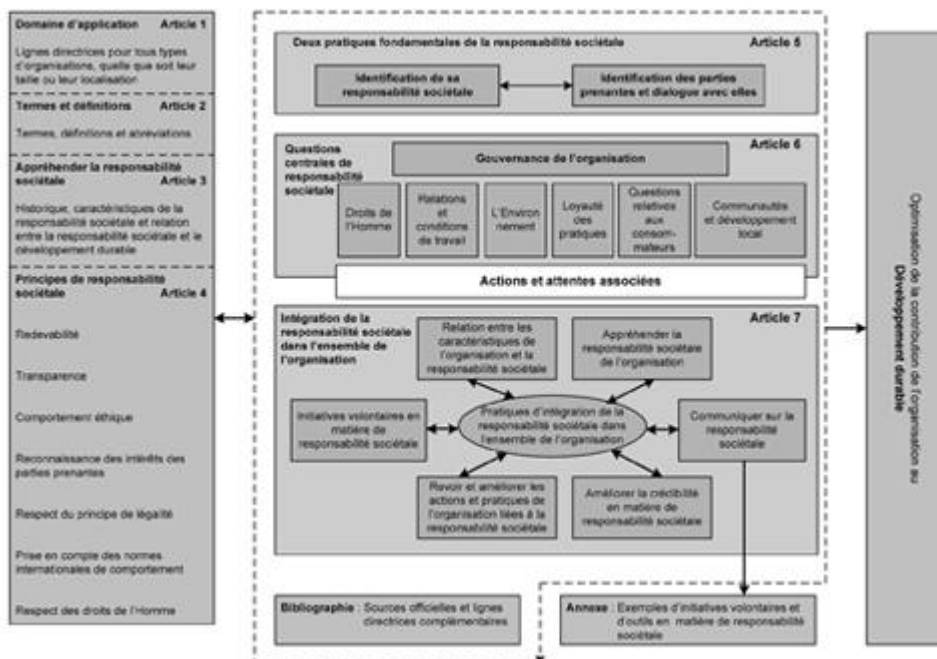 Domaine d'application Article 1
Lignes directrices pour tous types
d'organisations, quelle que soit leur
taille ou leur localisation
Termes et définitions Article 2
Termes, définitions et abréviations
Appréhender la responsabilité
sociétale Article 3
Historique, caractéristiques de la
responsabilité sociétale et relation
entre la responsabilité sociétale et le
développement durable
Principes de responsabilité
sociétale Article 4
Redevabilité
Transparence
Comportement éthique
Reconnaissance des intérêts des
parties prenantes
Respect du principe de légalité
Prise en compte des normes
internationales de comportement
Respect des droits de l'Homme
Deux pratiques fondamentales de la responsabilité sociétale Article 5
Identification de sa
responsabilité sociétale
Identification des parties
prenantes et dialogue avec elles
Questions
centrales de
responsabilité
sociétale
Article 6
Gouvernance de l'organisation
Droits de
l'Homme
Relations
et
conditions
de travail
L'Environ
nement
Loyauté
des
pratiques
Questions
relatives
aux
consom-
mateurs
Communautés
et développement
local
Actions et attentes associées
Intégration de la
responsabilité sociétale
dans l'ensemble de
l'organisation
Article 7
Relation entre les
caractéristiques de
l'organisation et la
responsabilité sociétale
Appréhender la
responsabilité sociétale
de l'organisation
Initiatives volontaires en
matière de
responsabilité sociétale
Pratiques d'intégration de la
responsabilité sociétale dans
l'ensemble de l'organisation
Communiquer sur la
responsabilité
sociétale
Revoir et améliorer les
actions et pratiques de
l'organisation liées à la
responsabilité sociétale
Améliorer la crédibilité
en matière de
responsabilité sociétale
Bibliographie : Sources officielles et lignes
directrices complémentaires
Annexe : Exemples d'initiatives volontaires et
d'outils en matière de responsabilité
sociétale
Optimisation de la contribution de l'organisation au
Développement durable